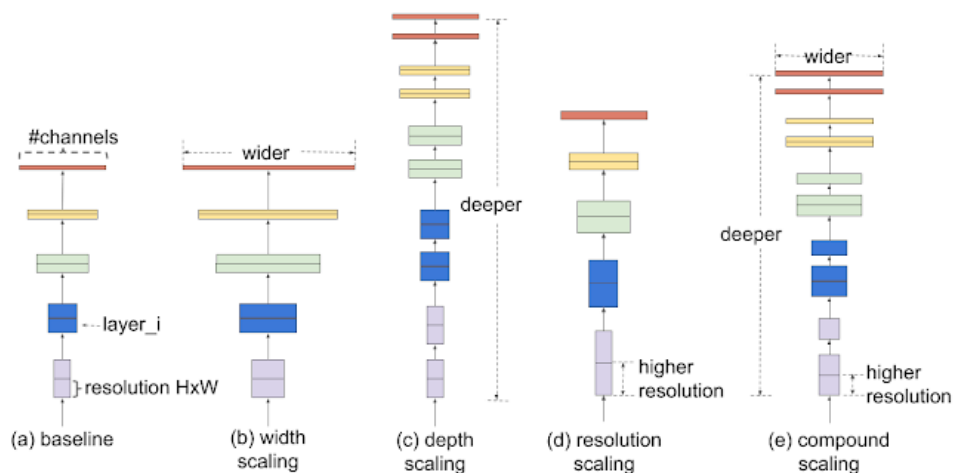 #channels
layer_i
resolution HxW
(a) baseline
wider
(b) width
scaling
deeper
(c) depth
scaling
higher
resolution
(d) resolution
scaling
wider
deeper
higher
resolution
(e) compound
scaling